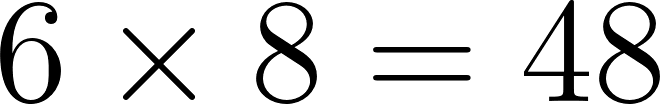 6 × 8 = 48